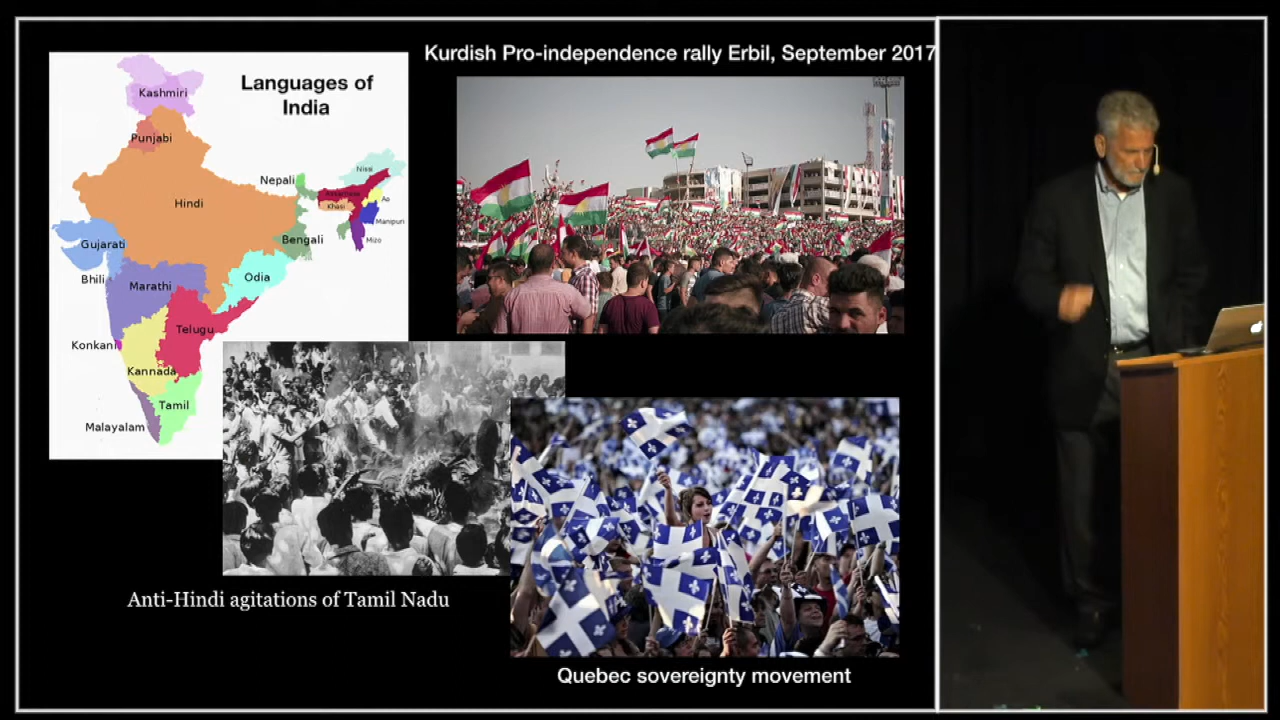 Kurdish Pro-independence rally Erbil, September 2017
Languages of
India
Kashmiri
Punjabi
Nepali
Nissi
Assamese
Hindi
Khasi
Ao
Manipuri
Mizo
Gujarati
Bengali
Bhili
Marathi
Odia
Telugu
Konkani
Kannada
Tamil
Malayalam
Anti-Hindi agitations of Tamil Nadu
Quebec sovereignty movement